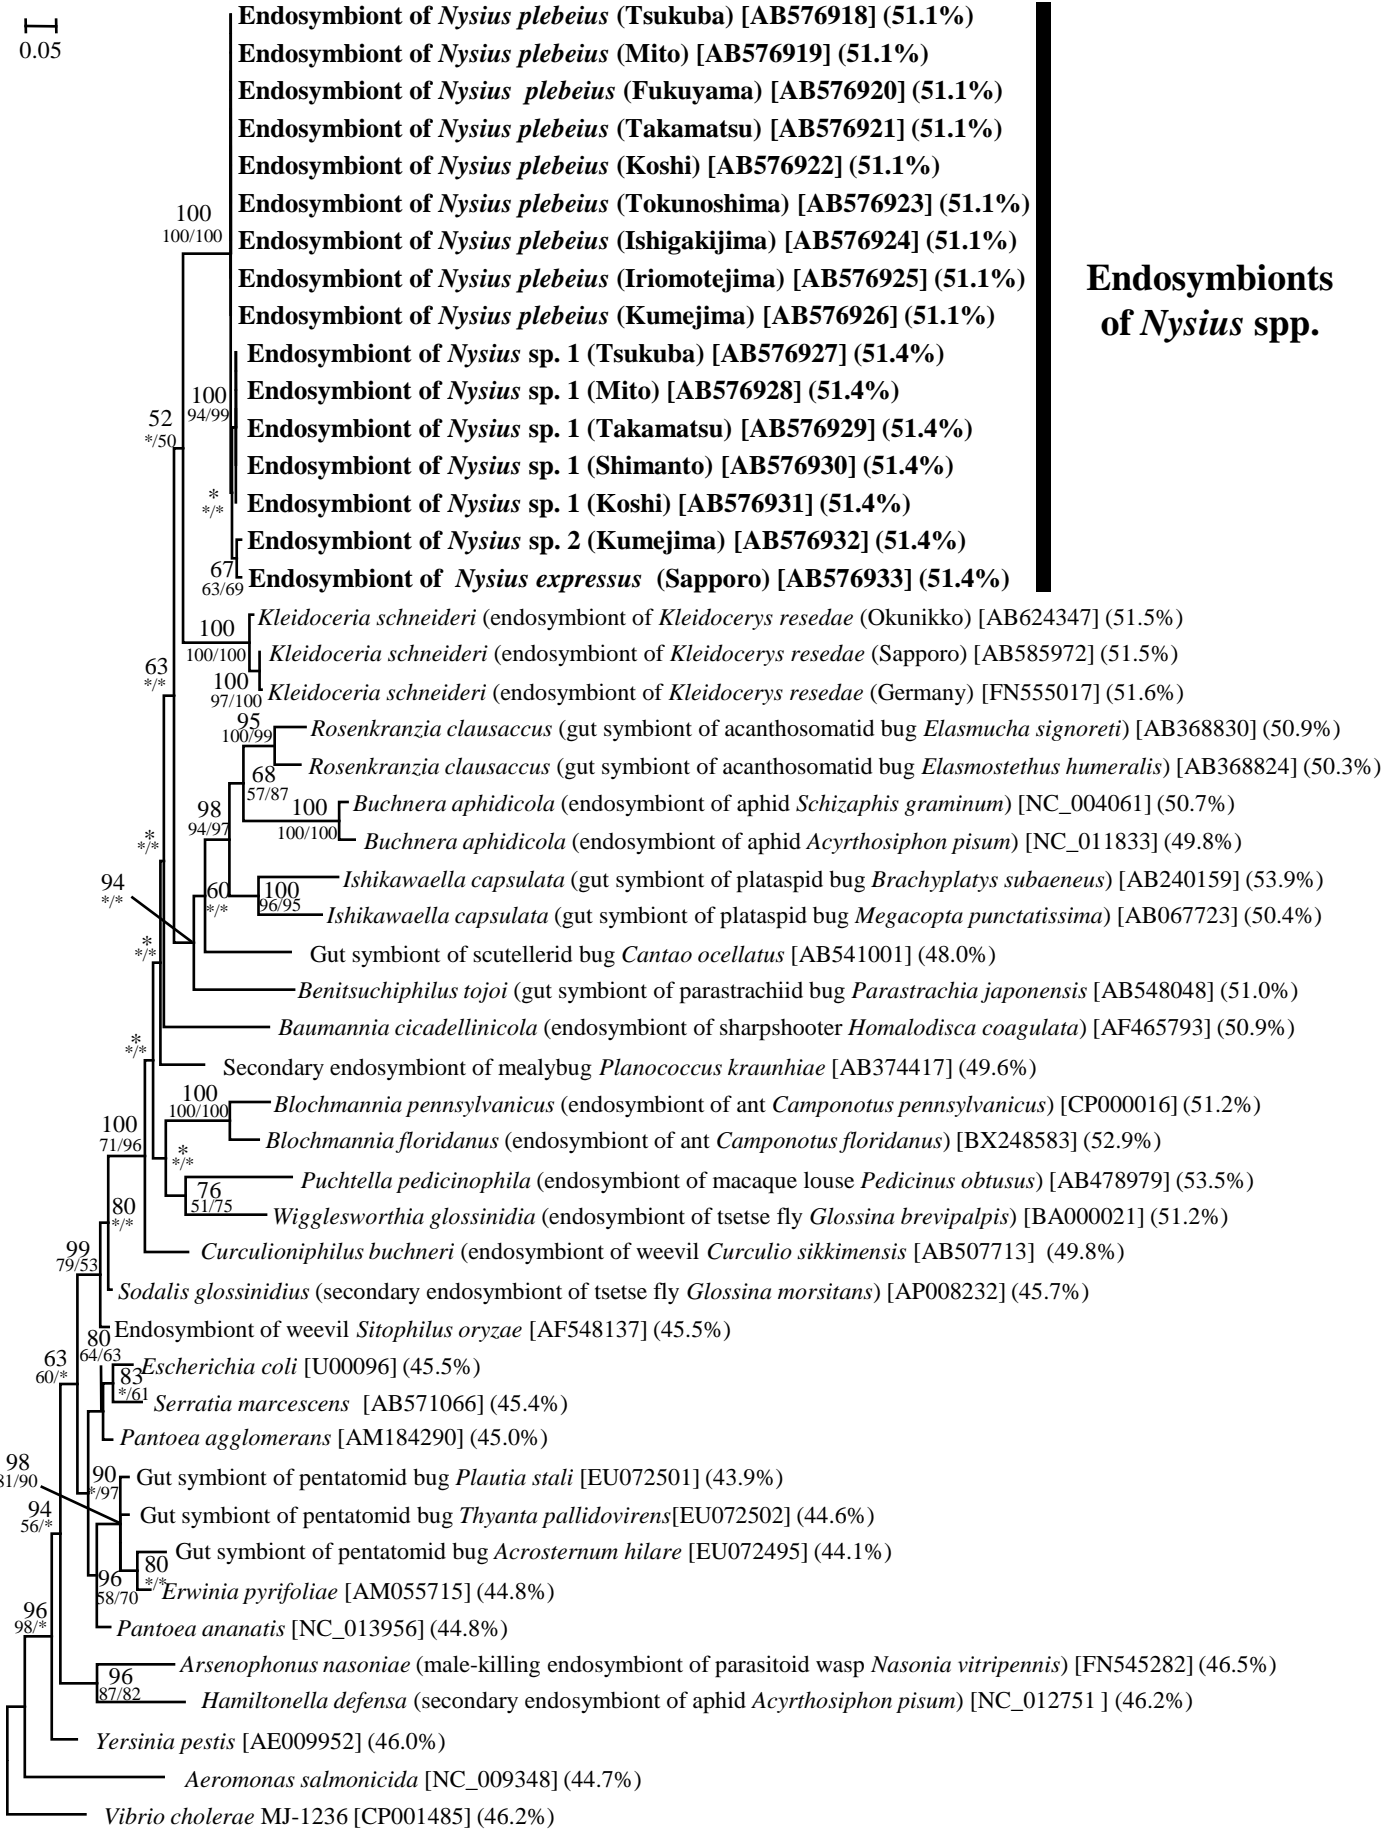 0.05
Endosymbiont of Nysius plebeius (Tsukuba) [AB576918] (51.1%)
Endosymbiont of Nysius plebeius (Mito) [AB576919] (51.1%)
Endosymbiont of Nysius plebeius (Fukuyama) [AB576920] (51.1%)
Endosymbiont of Nysius plebeius (Takamatsu) [AB576921] (51.1%)
Endosymbiont of Nysius plebeius (Koshi) [AB576922] (51.1%)
Endosymbiont of Nysius plebeius (Tokunoshima) [AB576923] (51.1%)
100
100/100
Endosymbiont of Nysius plebeius (Ishigakijima) [AB576924] (51.1%)
Endosymbiont of Nysius plebeius (Iriomotejima) [AB576925] (51.1%)
Endosymbiont of Nysius plebeius (Kumejima) [AB576926] (51.1%)
Endosymbionts
of Nysius spp.
Endosymbiont of Nysius sp. 1 (Tsukuba) [AB576927] (51.4%)
Endosymbiont of Nysius sp. 1 (Mito) [AB576928] (51.4%)
100
94/99
52
*/50
Endosymbiont of Nysius sp. 1 (Takamatsu) [AB576929] (51.4%)
Endosymbiont of Nysius sp. 1 (Shimanto) [AB576930] (51.4%)
*
*/*
Endosymbiont of Nysius sp. 1 (Koshi) [AB576931] (51.4%)
Endosymbiont of Nysius sp. 2 (Kumejima) [AB576932] (51.4%)
67
63/69
Endosymbiont of Nysius expressus (Sapporo) [AB576933] (51.4%)
Kleidoceria schneideri (endosymbiont of Kleidocerys resedae (Okunikko) [AB624347] (51.5%)
100
100/100
Kleidoceria schneideri (endosymbiont of Kleidocerys resedae (Sapporo) [AB585972] (51.5%)
63
*/*
100
97/100
Kleidoceria schneideri (endosymbiont of Kleidocerys resedae (Germany) [FN555017] (51.6%)
95
100/99
Rosenkranzia clausaccus (gut symbiont of acanthosomatid bug Elasmucha signoreti) [AB368830] (50.9%)
Rosenkranzia clausaccus (gut symbiont of acanthosomatid bug Elasmostethus humeralis) [AB368824] (50.3%)
68
57/87
Buchnera aphidicola (endosymbiont of aphid Schizaphis graminum) [NC_004061] (50.7%)
98
94/97
100
100/100
*
*/*
Buchnera aphidicola (endosymbiont of aphid Acyrthosiphon pisum) [NC_011833] (49.8%)
Ishikawaella capsulata (gut symbiont of plataspid bug Brachyplatys subaeneus) [AB240159] (53.9%)
94
*/*
60
*/*
100
96/95
Ishikawaella capsulata (gut symbiont of plataspid bug Megacopta punctatissima) [AB067723] (50.4%)
*
*/*
Gut symbiont of scutellerid bug Cantao ocellatus [AB541001] (48.0%)
Benitsuchiphilus tojoi (gut symbiont of parastrachiid bug Parastrachia japonensis [AB548048] (51.0%)
Baumannia cicadellinicola (endosymbiont of sharpshooter Homalodisca coagulata) [AF465793] (50.9%)
*
*/*
Secondary endosymbiont of mealybug Planococcus kraunhiae [AB374417] (49.6%)
100
100/100
Blochmannia pennsylvanicus (endosymbiont of ant Camponotus pennsylvanicus) [CP000016] (51.2%)
100
71/96
Blochmannia floridanus (endosymbiont of ant Camponotus floridanus) [BX248583] (52.9%)
*
*/*
Puchtella pedicinophila (endosymbiont of macaque louse Pedicinus obtusus) [AB478979] (53.5%)
76
51/75
80
*/*
Wigglesworthia glossinidia (endosymbiont of tsetse fly Glossina brevipalpis) [BA000021] (51.2%)
Curculioniphilus buchneri (endosymbiont of weevil Curculio sikkimensis [AB507713] (49.8%)
99
79/53
Sodalis glossinidius (secondary endosymbiont of tsetse fly Glossina morsitans) [AP008232] (45.7%)
Endosymbiont of weevil Sitophilus oryzae [AF548137] (45.5%)
80
64/63
63
60/*
Escherichia coli [U00096] (45.5%)
83
*/61
Serratia marcescens [AB571066] (45.4%)
Pantoea agglomerans [AM184290] (45.0%)
98
81/90
90
*/97
Gut symbiont of pentatomid bug Plautia stali [EU072501] (43.9%)
94
56/*
Gut symbiont of pentatomid bug Thyanta pallidovirens[EU072502] (44.6%)
Gut symbiont of pentatomid bug Acrosternum hilare [EU072495] (44.1%)
80
*/*
96
58/70
Erwinia pyrifoliae [AM055715] (44.8%)
96
98/*
Pantoea ananatis [NC_013956] (44.8%)
Arsenophonus nasoniae (male-killing endosymbiont of parasitoid wasp Nasonia vitripennis) [FN545282] (46.5%)
96
87/82
Hamiltonella defensa (secondary endosymbiont of aphid Acyrthosiphon pisum) [NC_012751 ] (46.2%)
Yersinia pestis [AE009952] (46.0%)
Aeromonas salmonicida [NC_009348] (44.7%)
Vibrio cholerae MJ-1236 [CP001485] (46.2%)